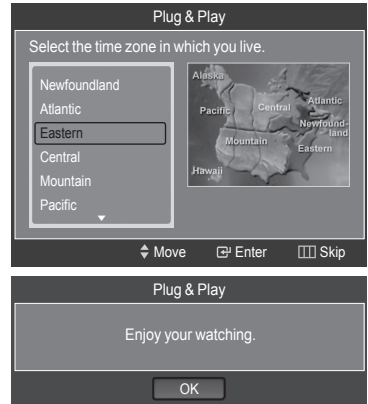 Plug & Play
Select the time zone in which you live.
Newfoundland
Atlantic
Eastern
Central
Mountain
Pacific
Alaska
Pacific
Central
Atlantic
Newfound-
land
Mountain
Eastern
Hawaii
Move Enter Skip
Plug & Play
Enjoy your watching.
OK